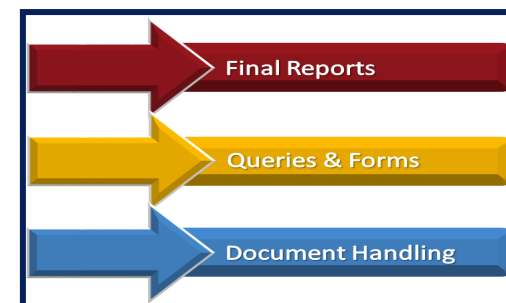 Final Reports
Queries & Forms
Document Handling